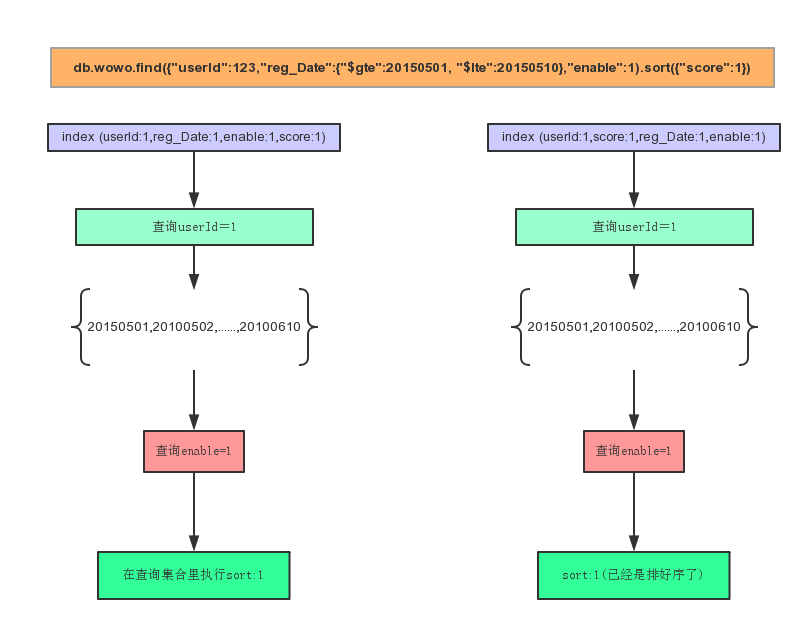 db.wowo.find({"userId":123,"reg_Date":{"$gte":20150501, "$lte":20150510},"enable":1).sort({"score":1})
index (userId:1,reg_Date:1,enable:1,score:1)
index (userId:1,score:1,reg_Date:1,enable:1)
查询userId＝1
查询userId＝1
20150501,20100502,......,20100610
20150501,20100502,......,20100610
查询enable=1
查询enable=1
在查询集合里执行sort:1
sort:1(已经是排好序了)